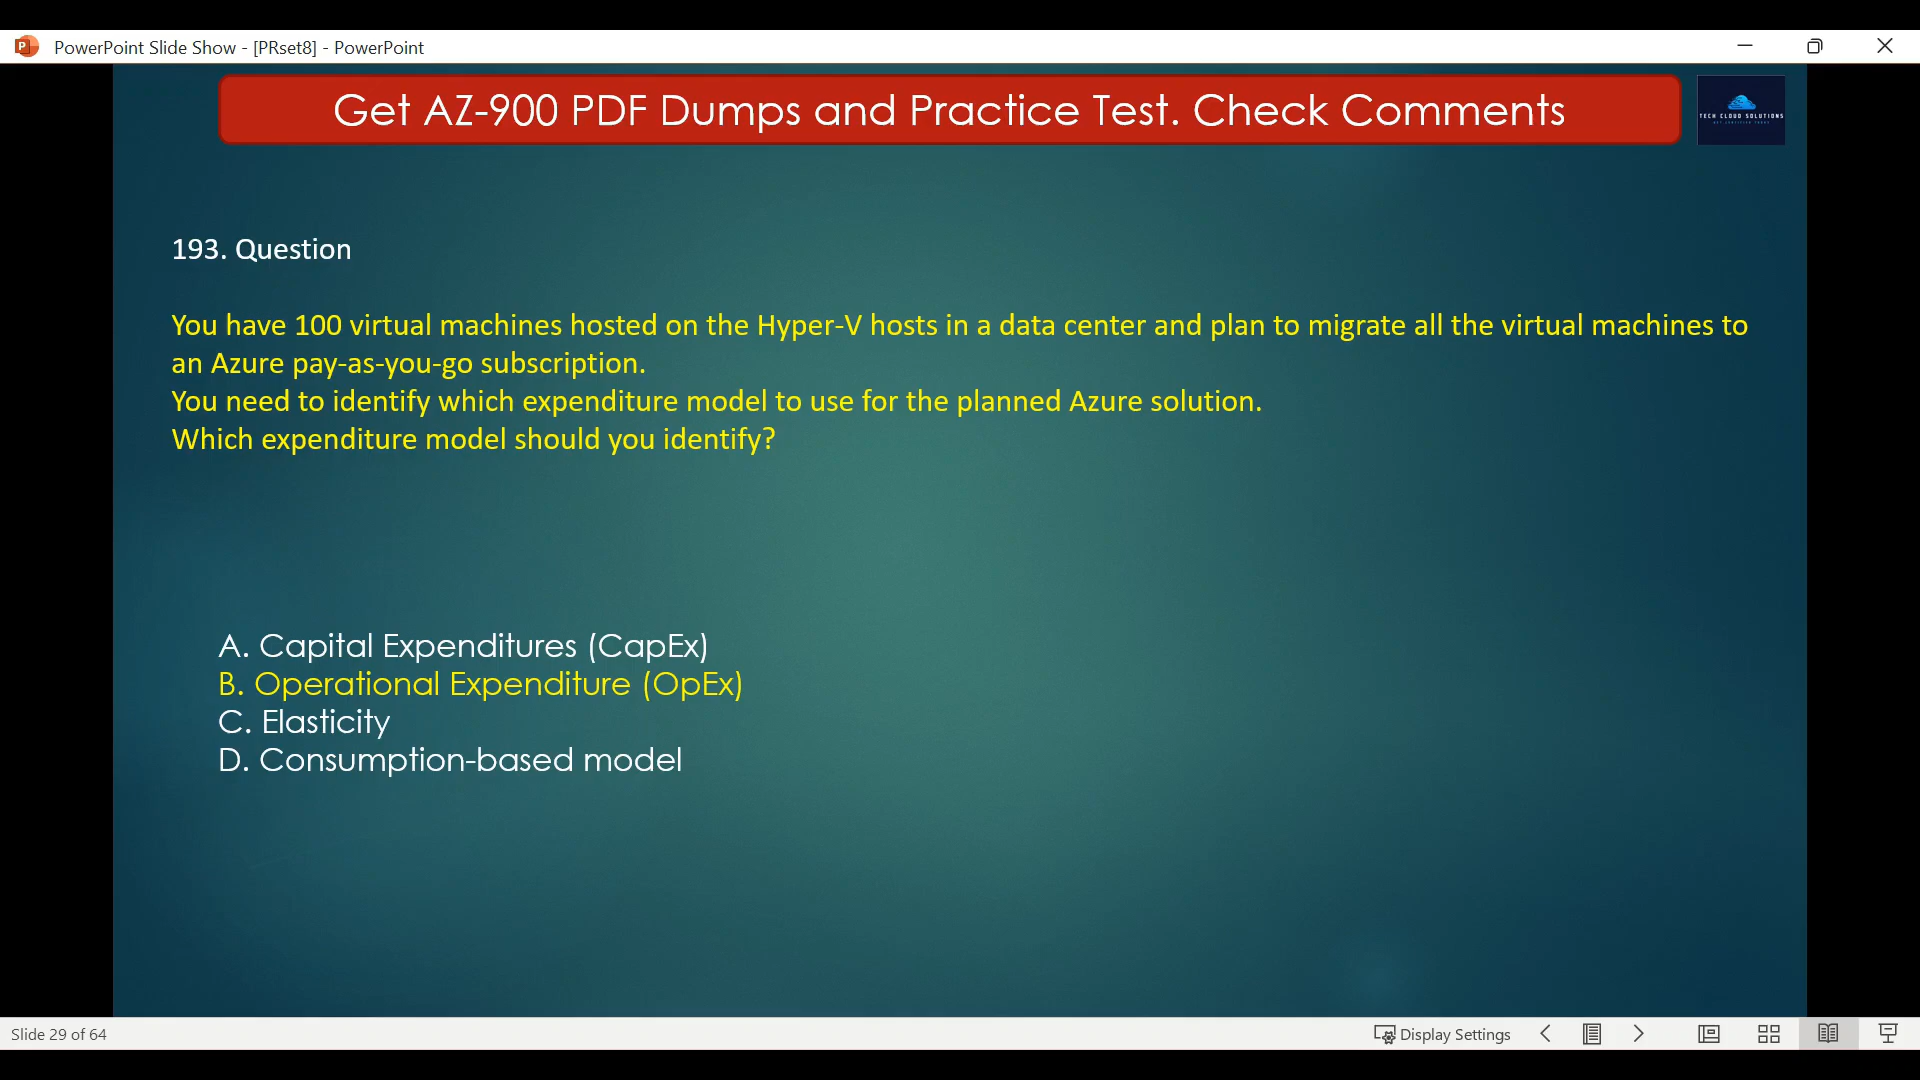 PowerPoint Slide Show - [PRset8] - PowerPoint
Get AZ-900 PDF Dumps and Practice Test. Check Comments
TECH CLOUD SOLUTIONS
193. Question
You have 100 virtual machines hosted on the Hyper-V hosts in a data center and plan to migrate all the virtual machines to
an Azure pay-as-you-go subscription.
You need to identify which expenditure model to use for the planned Azure solution.
Which expenditure model should you identify?
A. Capital Expenditures (CapEx)
B. Operational Expenditure (OpEx)
C. Elasticity
D. Consumption-based model
Slide 29 of 64
Display Settings